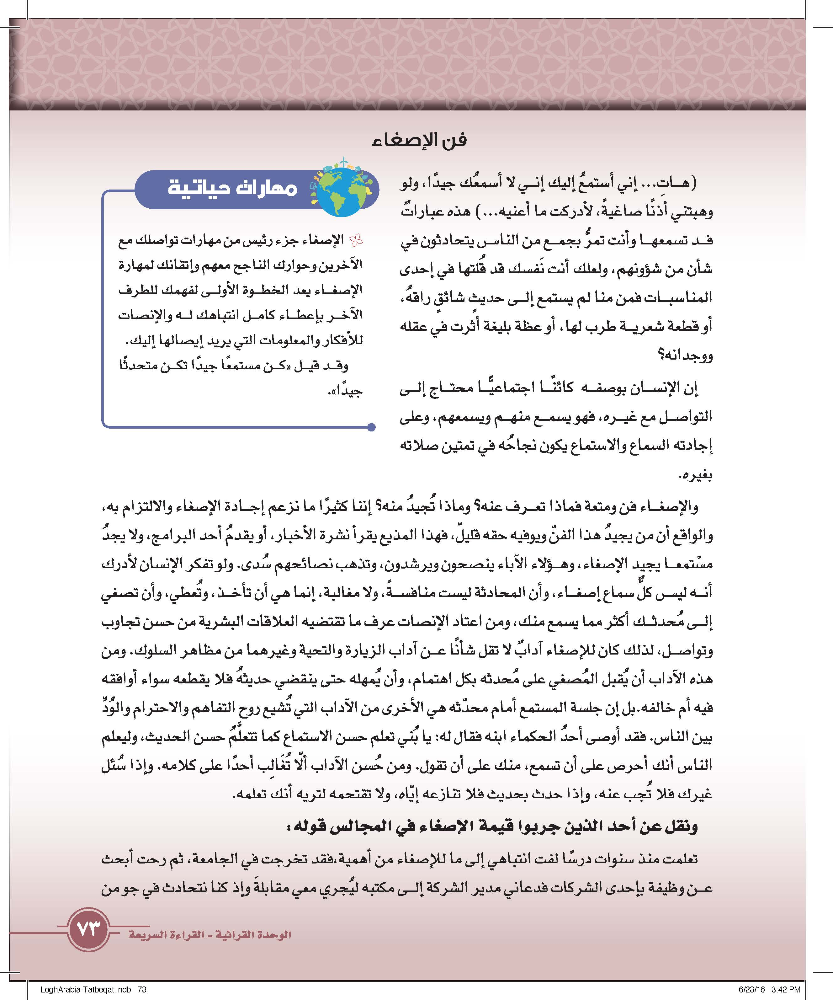 فن الإصغاء
(هـاتِ... إني أستمعُ إليك إنـي لا أسمعُك جيدًا، ولو
وهبتني أذنًا صاغيةً، لأدركت ما أعنيه...) هذه عباراتٌ
قـد تسمعهـا وأنت تمرُّ بجمـع من الناس يتحادثون في
شأن من شؤونهم، ولعلك أنت نَفسك قد قُلتها في إحدى
المناسبـات فمن منا لم يستمع إلـى حديثٍ شائقٍ راقهُ،
أو قطعة شعريـة طرب لها، أو عظة بليغة أثرت في عقله
ووجدانه؟
إن الإنسـان بوصفـه كائنًـا اجتماعيًّـا محتـاج إلـى
التواصـل مع غيـره، فهو يسمـع منهـم ويسمعهم، وعلى
إجادته السماع والاستماع يكون نجاحُه في تمتين صلاته
بغيره.
مهارات حياتية
الإصغاء جزء رئيس من مهارات تواصلك مع
الآخرين وحوارك الناجح معهم وإتقانك لمهارة
الإصغـاء يعد الخطـوة الأولـى لفهمك للطرف
الآخـر بإعطـاء كامـل انتباهك لـه والإنصات
للأفكار والمعلومات التي يريد إيصالها إليك.
وقـد قيـل «كـن مستمعًا جيدًا تكـن متحدثًا
جيدًا».
والإصغـاء فن ومتعة فماذا تعـرف عنه؟ وماذا تُجيدُ منه؟ إننا كثيرًا ما نزعم إجـادة الإصغاء والالتزام به،
والواقع أن من يجيدُ هذا الفنّ ويوفيه حقه قليلّ، فهذا المذيع يقرأ نشرة الأخبار، أو يقدمُ أحد البرامج، ولا يجدُ
مسْتمعـا يجيد الإصغاء، وهـؤلاء الآباء ينصحون ويرشدون، وتذهب نصائحهم سُدى. ولو تفكر الإنسان لأدرك
أنـه ليس كلُّ سماع إصغـاء، وأن المحادثة ليست منافسـةً، ولا مغالبة، إنما هي أن تأخـذ، وتُعطي، وأن تصغي
إلـى مُحدثـك أكثر مما يسمع منك، ومن اعتاد الإنصات عرف ما تقتضيه العلاقات البشرية من حسن تجاوب
وتواصـل، لذلك كان للإصغاء آدابٌ لا تقل شأنًا عـن آداب الزيارة والتحية وغيرهما من مظاهر السلوك. ومن
هذه الآداب أن يُقبل المُصغي على مُحدثه بكل اهتمام، وأن يُمهله حتى ينقضي حديثهُ فلا يقطعه سواء أوافقه
فيه أم خالفه.بل إن جلسة المستمع أمام محدّثه هي الأخرى من الآداب التي تُشيع روح التفاهم والاحترام والوُدِّ
بين الناس. فقد أوصى أحدُ الحكماء ابنه فقال له: يا بُني تعلم حسن الاستماع كما تتعلَّمُ حسن الحديث، وليعلم
الناس أنك أحرص على أن تسمع، منك على أن تقول. ومن حُسن الآداب ألّا تُغَالِب أحدًا على كلامه. وإذا سُئل
غيرك فلا تُجب عنه، وإذا حدث بحديث فلا تنازعه إيّاه، ولا تقتحمه لتريه أنك تعلمه.
ونقل عن أحد الذين جربوا قيمة الإصغاء في المجالس قوله:
تعلمت منذ سنوات درسًا لفت انتباهي إلى ما للإصغاء من أهمية،فقد تخرجت في الجامعة، ثم رحت أبحث
عـن وظيفة بإحدى الشركات فدعاني مدير الشركة إلـى مكتبه ليُجري معي مقابلةَ وإذ كنا نتحادث في جو من
الوحدة القرائية - القراءة السريعة
٧٣
LoghArabia-Tatbeqat.indb 73
6/23/16 3:42 PM